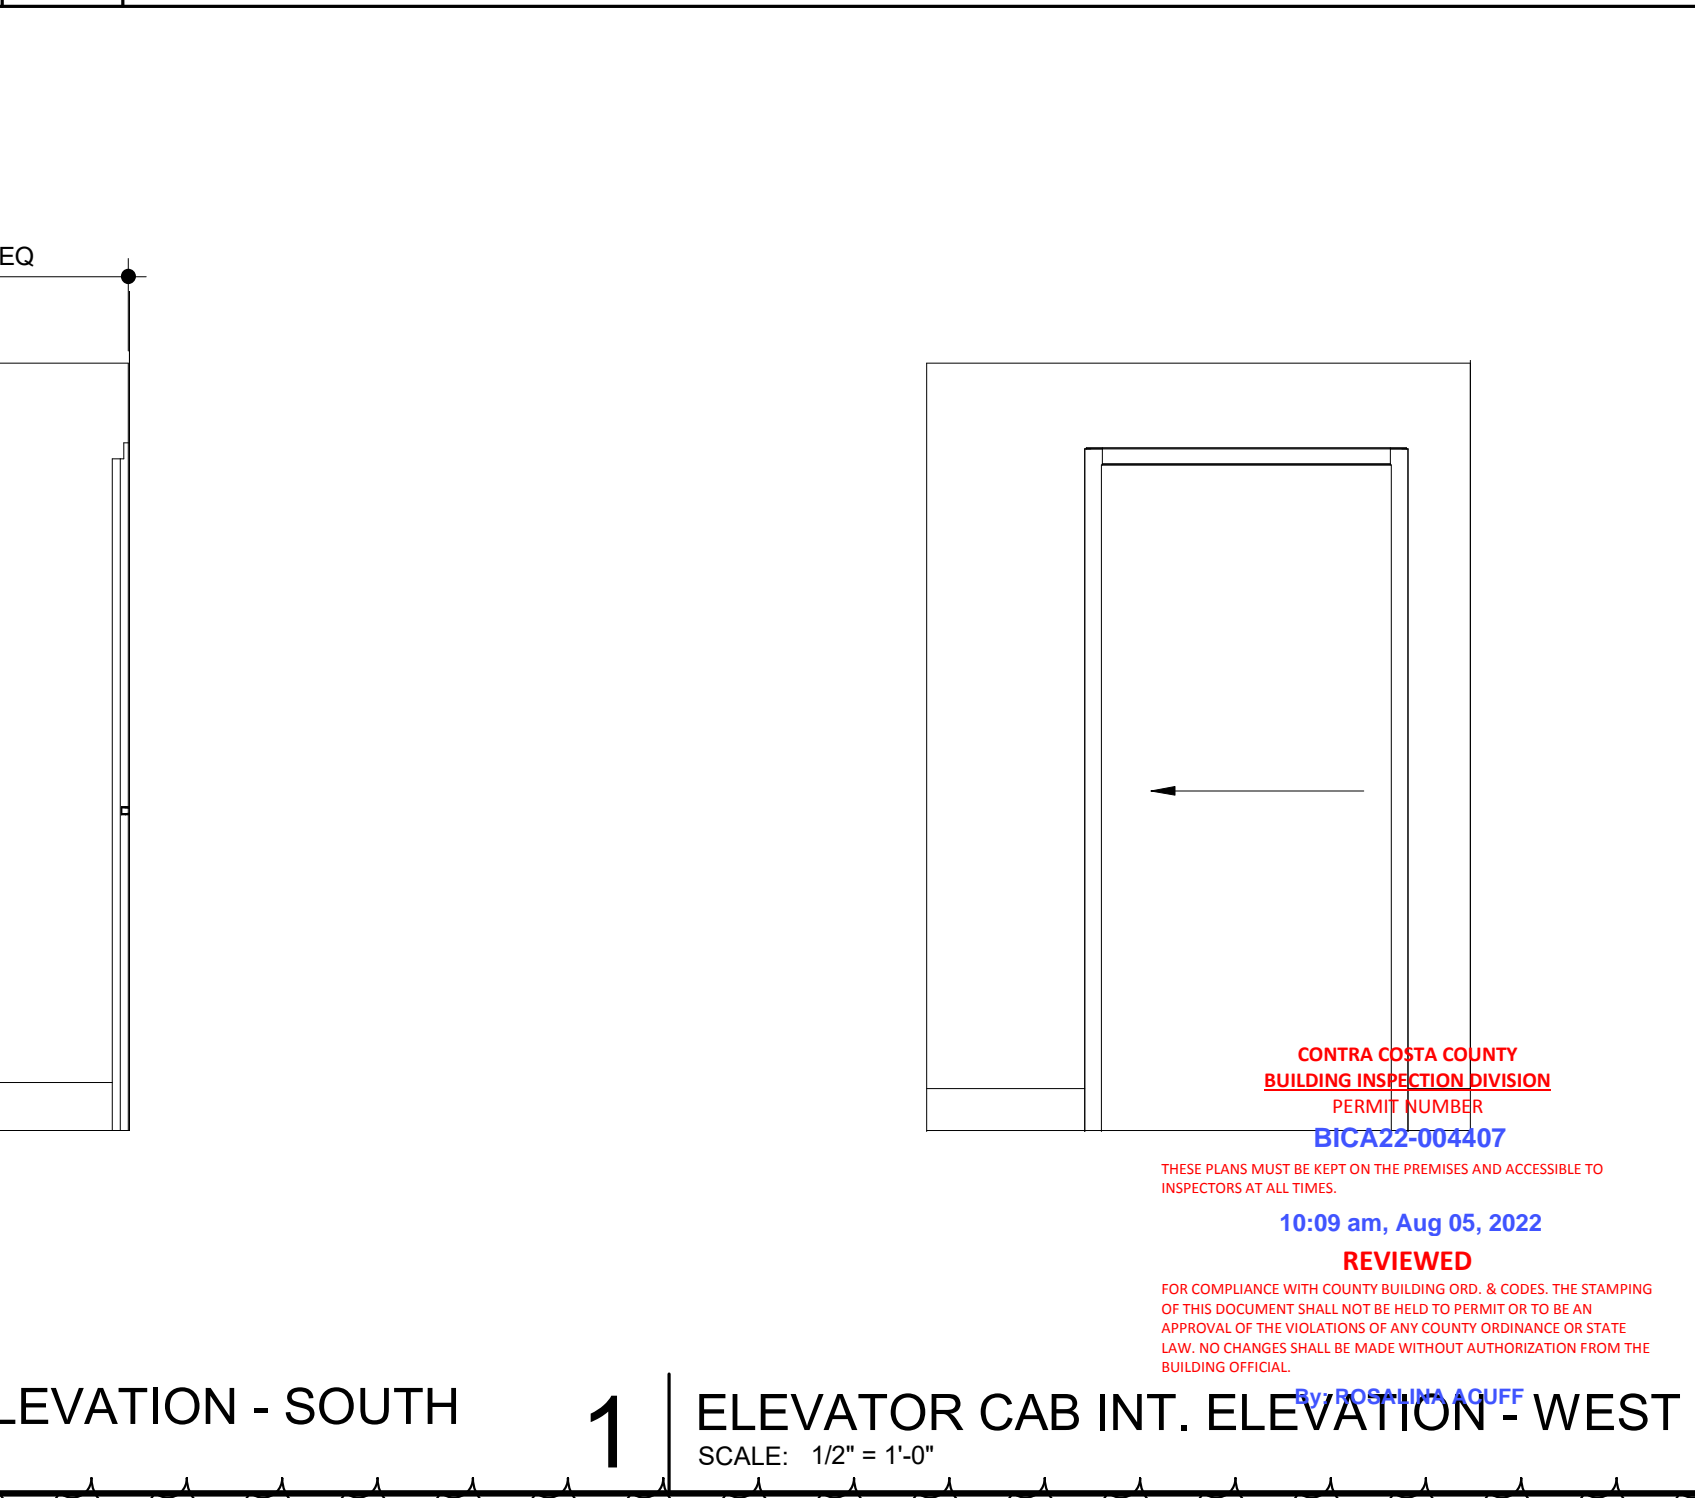 EQ
CONTRA COSTA COUNTY
BUILDING INSPECTION DIVISION
PERMIT NUMBER
BICA22-004407
THESE PLANS MUST BE KEPT ON THE PREMISES AND ACCESSIBLE TO
INSPECTORS AT ALL TIMES.
10:09 am, Aug 05, 2022
REVIEWED
FOR COMPLIANCE WITH COUNTY BUILDING ORD. & CODES. THE STAMPING
OF THIS DOCUMENT SHALL NOT BE HELD TO PERMIT OR TO BE AN
APPROVAL OF THE VIOLATIONS OF ANY COUNTY ORDINANCE OR STATE
LAW. NO CHANGES SHALL BE MADE WITHOUT AUTHORIZATION FROM THE
BUILDING OFFICIAL.
By: ROSALINA ACUFF
LEVATION - SOUTH
1
ELEVATOR CAB INT. ELEVATION - WEST
SCALE: 1/2" = 1'-0"